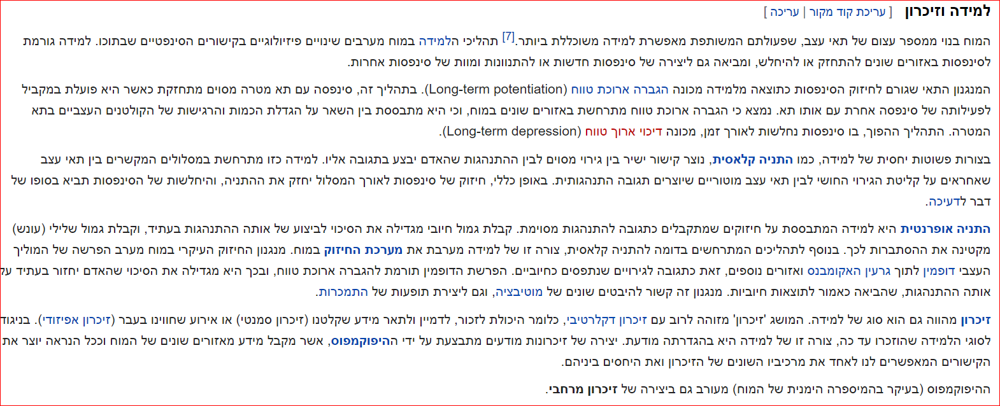 למידה וזיכרון [ עריכת קוד מקור | עריכה ]
המוח בנוי ממספר עצום של תאי עצב, שפעולתם המשותפת מאפשרת למידה משוכללת ביותר.[7] תהליכי הלמידה במוח מערבים שינויים פיזיולוגיים בקישורים הסינפטיים שבתוכו. למידה גורמת
לסינפסות באזורים שונים להתחזק או להיחלש, ומביאה גם ליצירה של סינפסות חדשות או להתנוונות ומוות של סינפסות אחרות.
המנגנון התאי שגורם לחיזוק הסינפסות כתוצאה מלמידה מכונה הגברה ארוכת טווח (Long-term potentiation). בתהליך זה, סינפסה עם תא מטרה מסוים מתחזקת כאשר היא פועלת במקביל
לפעילותה של סינפסה אחרת עם אותו תא. נמצא כי הגברה ארוכת טווח מתרחשת באזורים שונים במוח, וכי היא מתבססת בין השאר על הגדלת הכמות והרגישות של הקולטנים העצביים בתא
המטרה. התהליך ההפוך, בו סינפסות נחלשות לאורך זמן, מכונה דיכוי ארוך טווח (Long-term depression).
בצורות פשוטות יחסית של למידה, כמו התניה קלאסית, נוצר קישור ישיר בין גירוי מסוים לבין ההתנהגות שהאדם יבצע בתגובה אליו. למידה כזו מתרחשת במסלולים המקשרים בין תאי עצב
שאחראים על קליטת הגירוי החושי לבין תאי עצב מוטוריים שיוצרים תגובה התנהגותית. באופן כללי, חיזוק של סינפסות לאורך המסלול יחזק את ההתניה, והיחלשות של הסינפסות תביא בסופו של
דבר לדעיכה.
התניה אופרנטית היא למידה המתבססת על חיזוקים שמתקבלים כתגובה להתנהגות מסוימת. קבלת גמול חיובי מגדילה את הסיכוי לביצוע של אותה ההתנהגות בעתיד, וקבלת גמול שלילי (עונש)
מקטינה את ההסתברות לכך. בנוסף לתהליכים המתרחשים בדומה להתניה קלאסית, צורה זו של למידה מערבת את מערכת החיזוק במוח. מנגנון החיזוק העיקרי במוח מערב הפרשה של המוליך
העצבי דופמין לתוך גרעין האקומבנס ואזורים נוספים, זאת כתגובה לגירויים שנתפסים כחיוביים. הפרשת הדופמין תורמת להגברה ארוכת טווח, ובכך היא מגדילה את הסיכוי שהאדם יחזור בעתיד על
אותה ההתנהגות, שהביאה כאמור לתוצאות חיוביות. מנגנון זה קשור להיבטים שונים של מוטיבציה, וגם ליצירת תופעות של התמכרות.
זיכרון מהווה גם הוא סוג של למידה. המושג 'זיכרון' מזוהה לרוב עם זיכרון דקלרטיבי, כלומר היכולת לזכור, לדמיין ולתאר מידע שקלטנו (זיכרון סמנטי) או אירוע שחווינו בעבר (זיכרון אפיזודי). בניגוד
לסוגי הלמידה שהוזכרו עד כה, צורה זו של למידה היא בהגדרתה מודעת. יצירה של זיכרונות מודעים מתבצעת על ידי ההיפוקמפוס, אשר מקבל מידע מאזורים שונים של המוח וככל הנראה יוצר את
הקישורים המאפשרים לנו לאחד את מרכיביו השונים של הזיכרון ואת היחסים ביניהם.
ההיפוקמפוס (בעיקר בהמיספרה הימנית של המוח) מעורב גם ביצירה של זיכרון מרחבי.